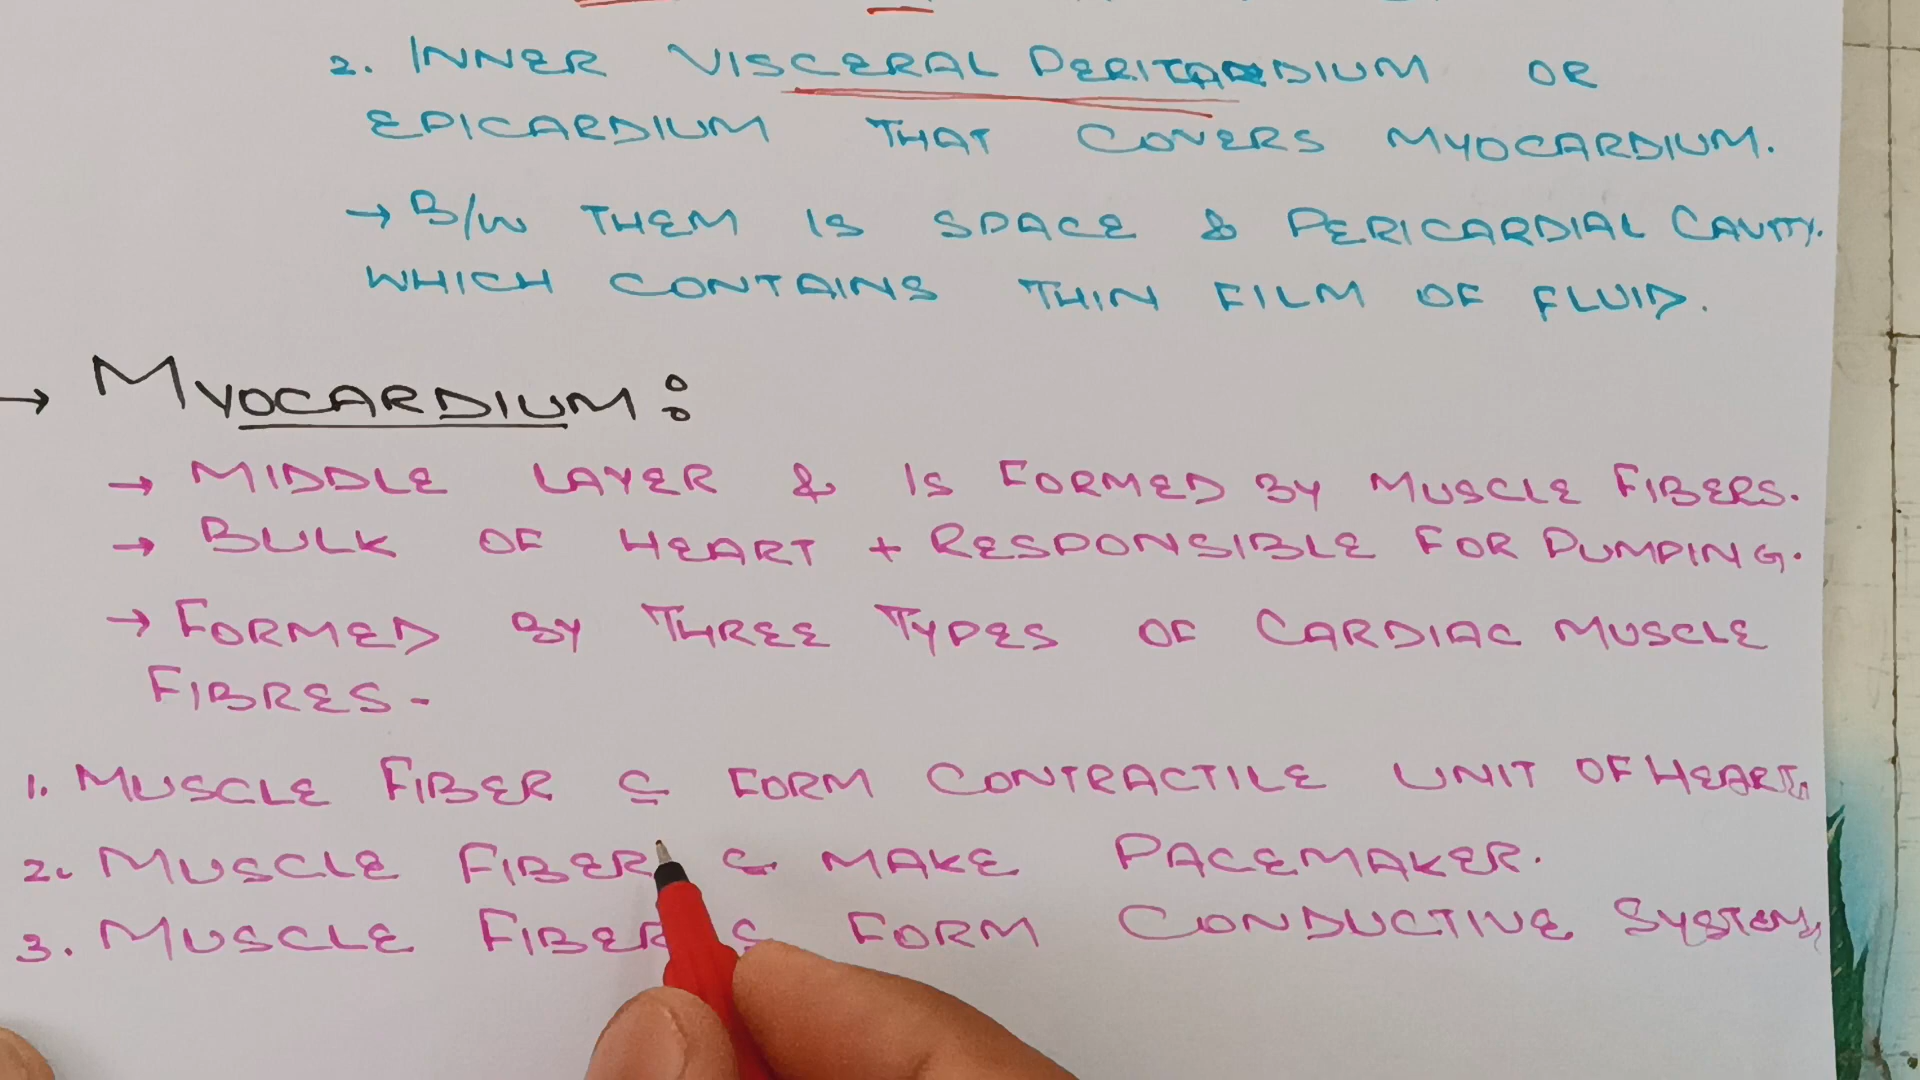 2. INNER VISCERAL PERICARDIUM OR
EPICARDIUM THAT COVERS MYOCARDIUM.
→ B/W THEM IS SPACE & PERICARDIAL CAVITY.
WHICH CONTAINS THIN FILM OF FLUID.
→ MYOCARDIUM:
→ MIDDLE LAYER & IS FORMED BY MUSCLE FIBERS.
→ BULK OF HEART + RESPONSIBLE FOR PUMPING.
→ FORMED BY THREE TYPES OF CARDIAC MUSCLE
FIBRES-
1. MUSCLE FIBER C FORM CONTRACTILE UNIT OF HEART.
2. MUSCLE FIBER C MAKE PACEMAKER.
3. MUSCLE FIBER FORM CONDUCTIVE SYSTEM.